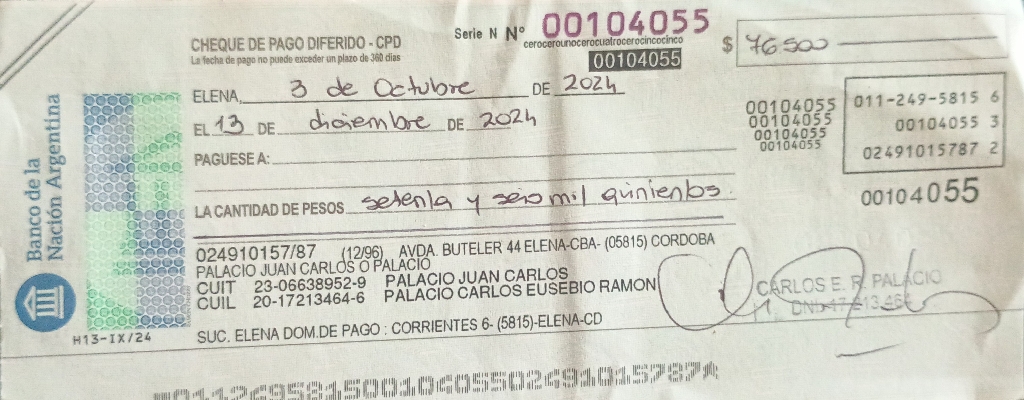 Serie N Nº 00104055
cerocerounocerocuatrocerocincocinco
00104055
CHEQUE DE PAGO DIFERIDO - CPD
La fecha de pago no puede exceder un plazo de 360 días
$ 76.500
ELENA, 3 de Octubre DE 2024
EL 13 DE diciembre DE 2024
PAGUESE A:
LA CANTIDAD DE PESOS setenta y seis mil quinientos.
00104055
00104055
00104055
00104055
011-249-5815 6
00104055 3
02491015787 2
00104055
Banco de la
Nación Argentina
H13-IX/24
024910157/87 (12/96) AVDA. BUTELER 44 ELENA-CBA- (05815) CORDOBA
PALACIO JUAN CARLOS O PALACIO
CUIT 23-06638952-9 PALACIO JUAN CARLOS
CUIL 20-17213464-6 PALACIO CARLOS EUSEBIO RAMON
SUC. ELENA DOM.DE PAGO : CORRIENTES 6- (5815)-ELENA-CD
CARLOS E. R. PALACIO
DNI 17.213.464